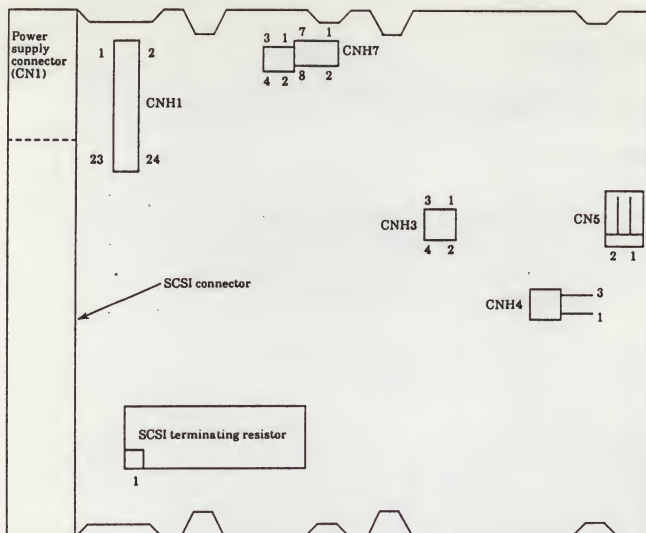 Power
supply
connector
(CN1)
1 2
CNH1
23 24
3 1 7 1
CNH7
4 2 8 2
3 1
CNH3
4 2
CN5
2 1
CNH4
3
1
SCSI connector
SCSI terminating resistor
1